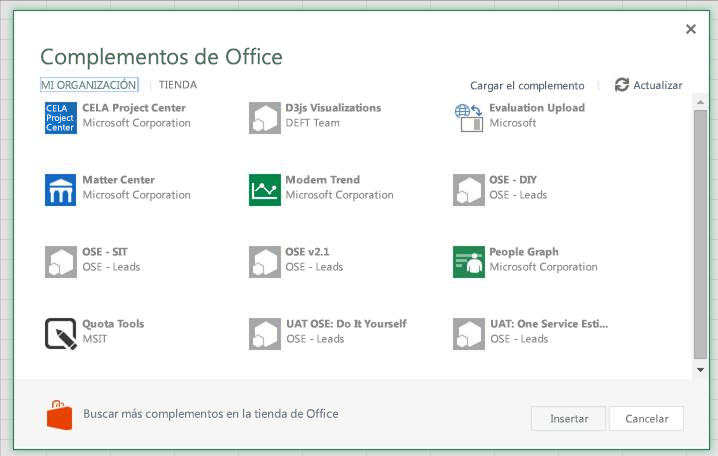 Complementos de Office
MI ORGANIZACIÓN | TIENDA
Cargar el complemento | Actualizar
CELA Project Center
CELA Project Center
Microsoft Corporation
D3js Visualizations
DEFT Team
Evaluation Upload
Microsoft
Matter Center
Microsoft Corporation
Modern Trend
Microsoft Corporation
OSE - DIY
OSE - Leads
OSE - SIT
OSE - Leads
OSE v2.1
OSE - Leads
People Graph
Microsoft Corporation
Quota Tools
MSIT
UAT OSE: Do It Yourself
OSE - Leads
UAT: One Service Esti...
OSE - Leads
Buscar más complementos en la tienda de Office
Insertar
Cancelar